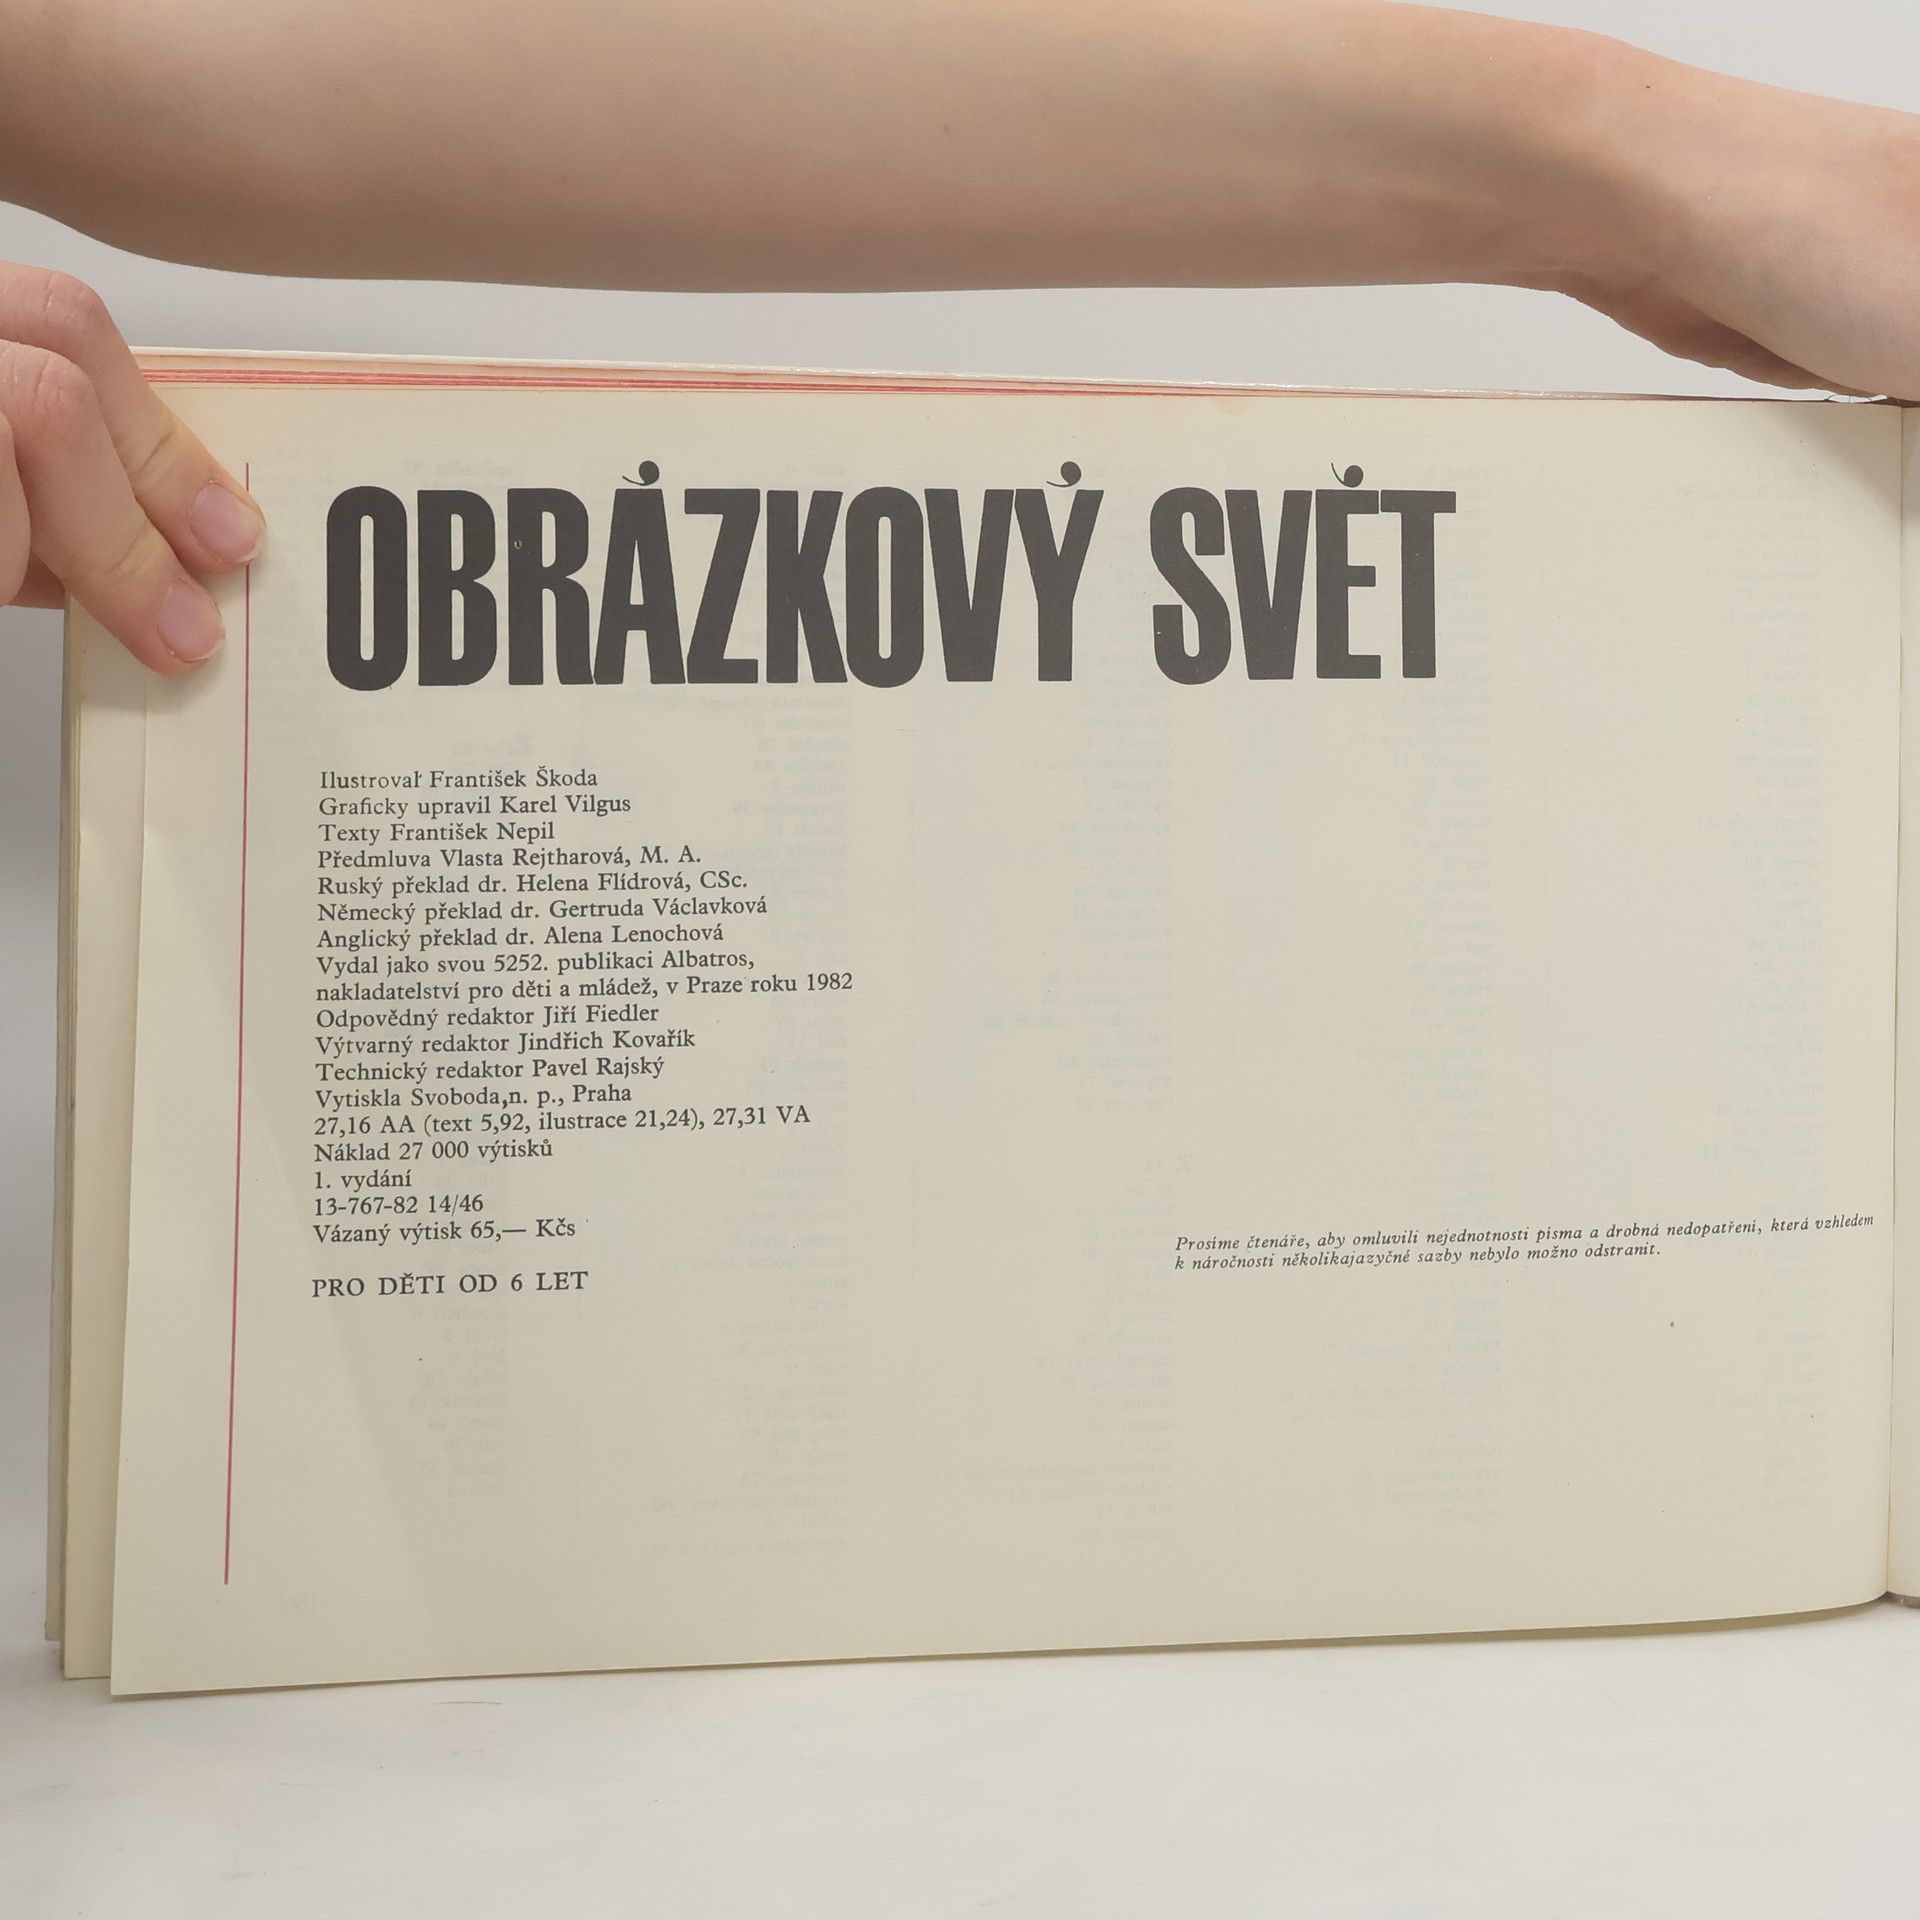 OBRÁZKOVÝ SVĚT
Ilustroval František Škoda
Graficky upravil Karel Vilgus
Texty František Nepil
Předmluva Vlasta Rejtharová, M. A.
Ruský překlad dr. Helena Flídrová, CSc.
Německý překlad dr. Gertruda Václavková
Anglický překlad dr. Alena Lenochová
Vydal jako svou 5252. publikaci Albatros,
nakladatelství pro děti a mládež, v Praze roku 1982
Odpovědný redaktor Jiří Fiedler
Výtvarný redaktor Jindřich Kovařík
Technický redaktor Pavel Rajský
Vytiskla Svoboda,n. p., Praha
27,16 AA (text 5,92, ilustrace 21,24), 27,31 VA
Náklad 27 000 výtisků
1. vydání
13-767-82 14/46
Vázaný výtisk 65,— Kčs
PRO DĚTI OD 6 LET
Prosíme čtenáře, aby omluvili nejednotnosti písma a drobná nedopatření, která vzhledem
k náročnosti několikajazyčné sazby nebylo možno odstranit.